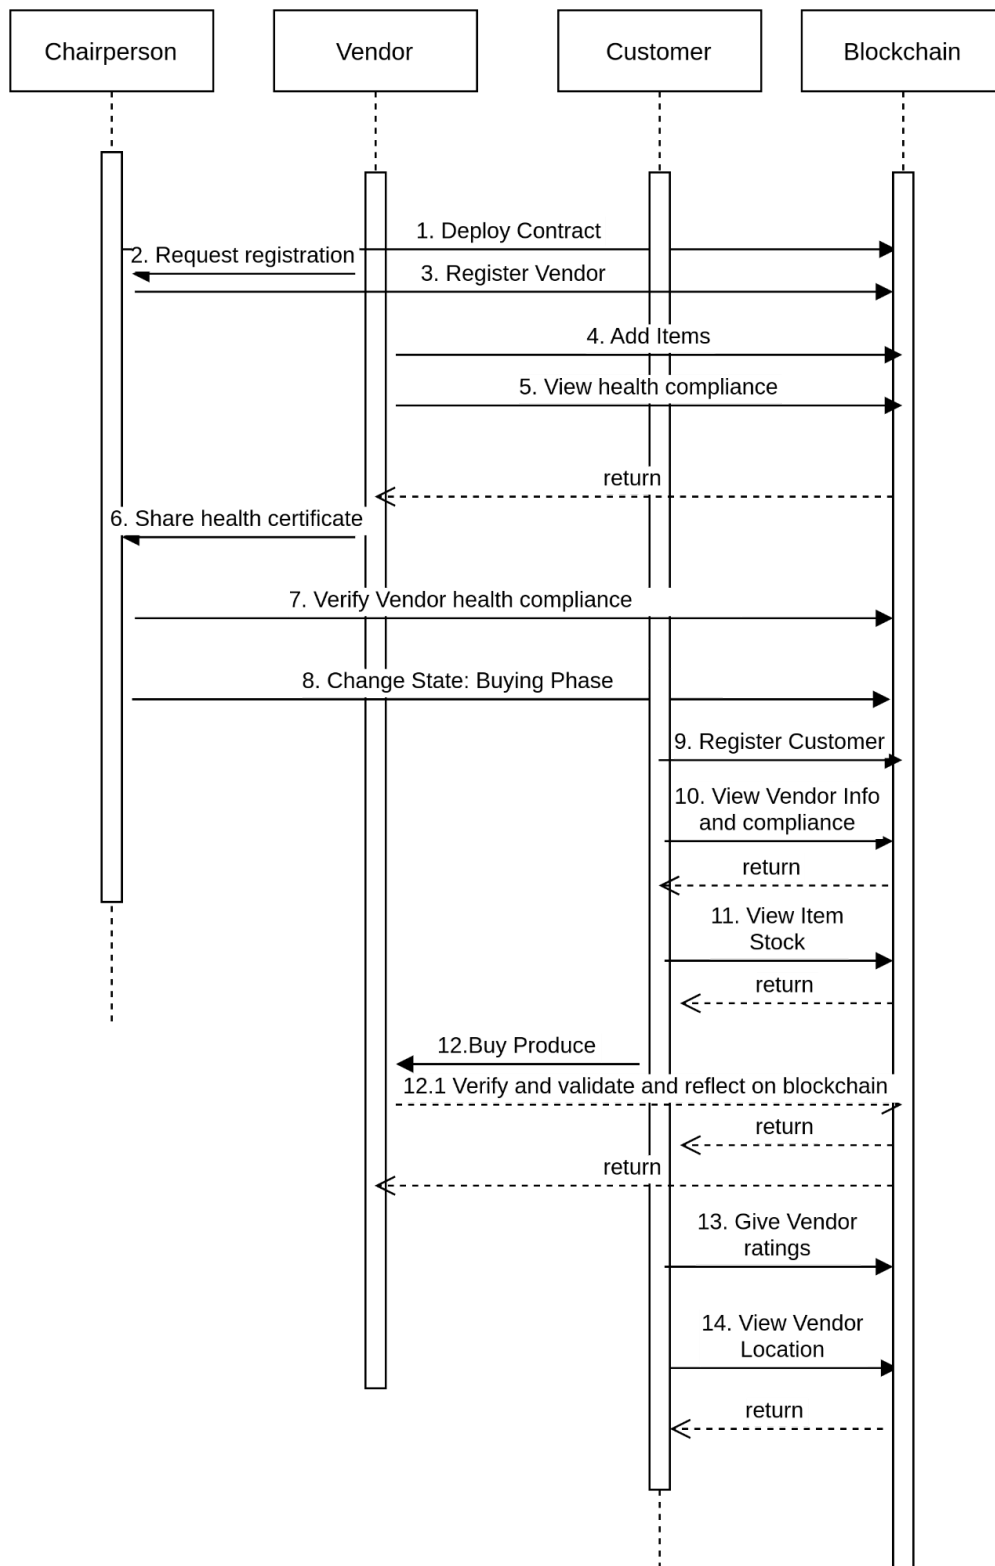 Chairperson
Vendor
Customer
Blockchain
1. Deploy Contract
2. Request registration
3. Register Vendor
4. Add Items
5. View health compliance
return
6. Share health certificate
7. Verify Vendor health compliance
8. Change State: Buying Phase
9. Register Customer
10. View Vendor Info
and compliance
return
11. View Item
Stock
return
12.Buy Produce
12.1 Verify and validate and reflect on blockchain
return
return
13. Give Vendor
ratings
14. View Vendor
Location
return